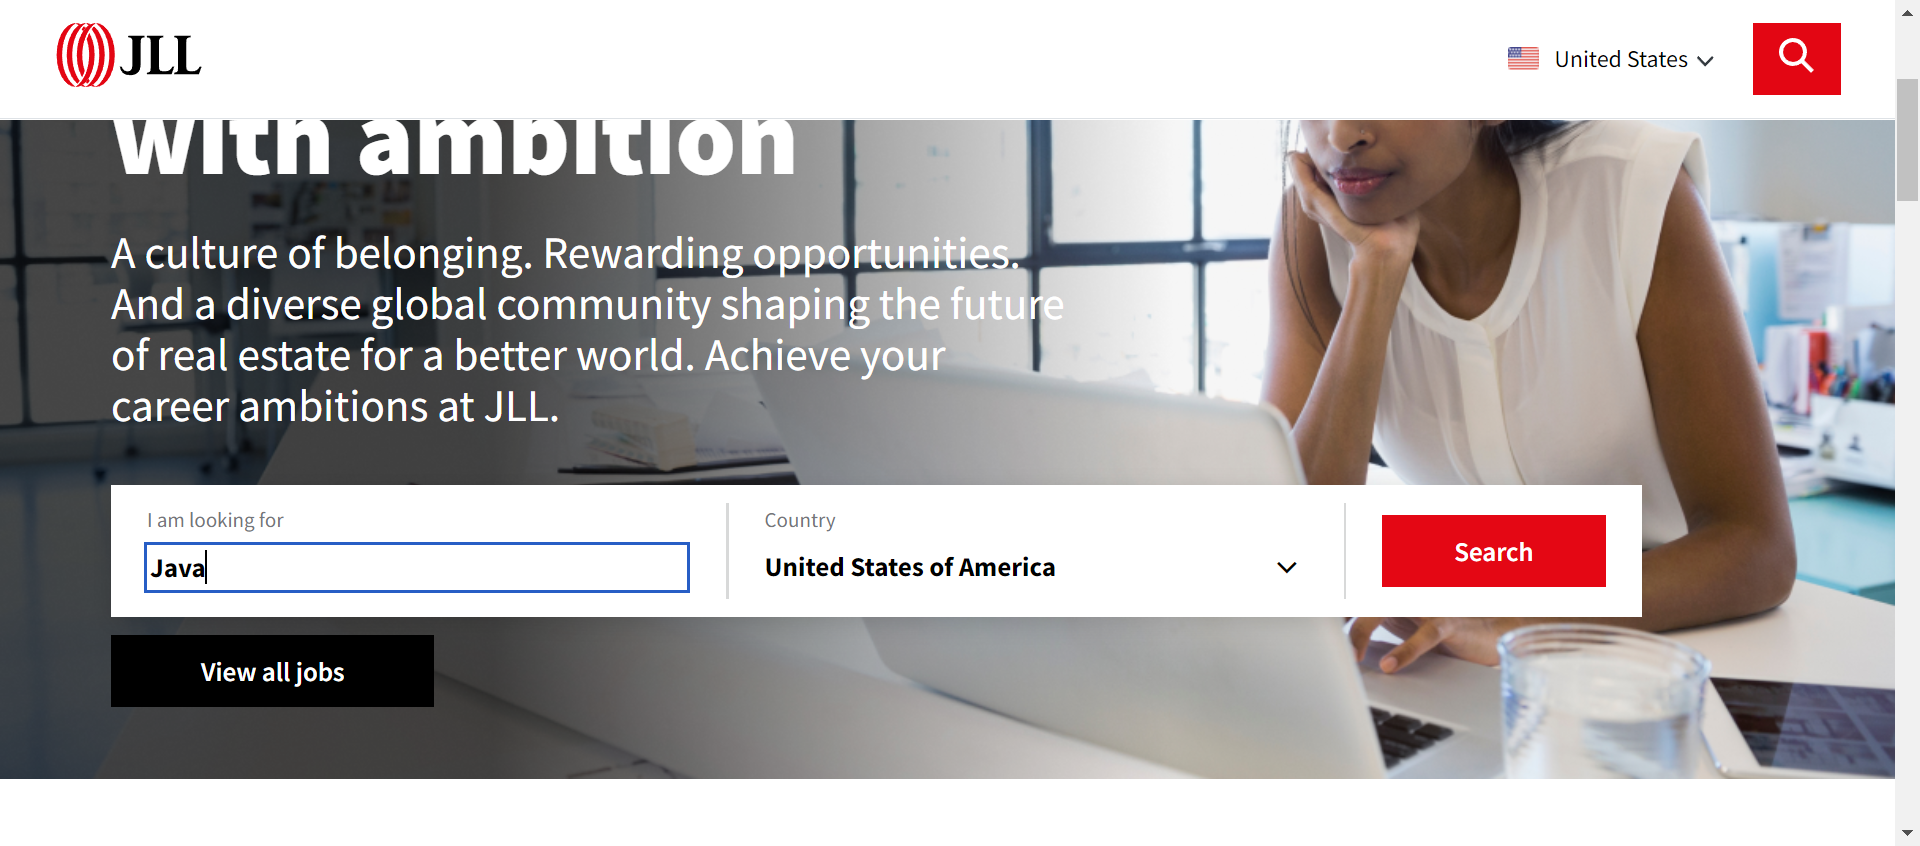 JLL
United States
with ambition
A culture of belonging. Rewarding opportunities.
And a diverse global community shaping the future
of real estate for a better world. Achieve your
career ambitions at JLL.
I am looking for
Java
Country
United States of America
Search
View all jobs